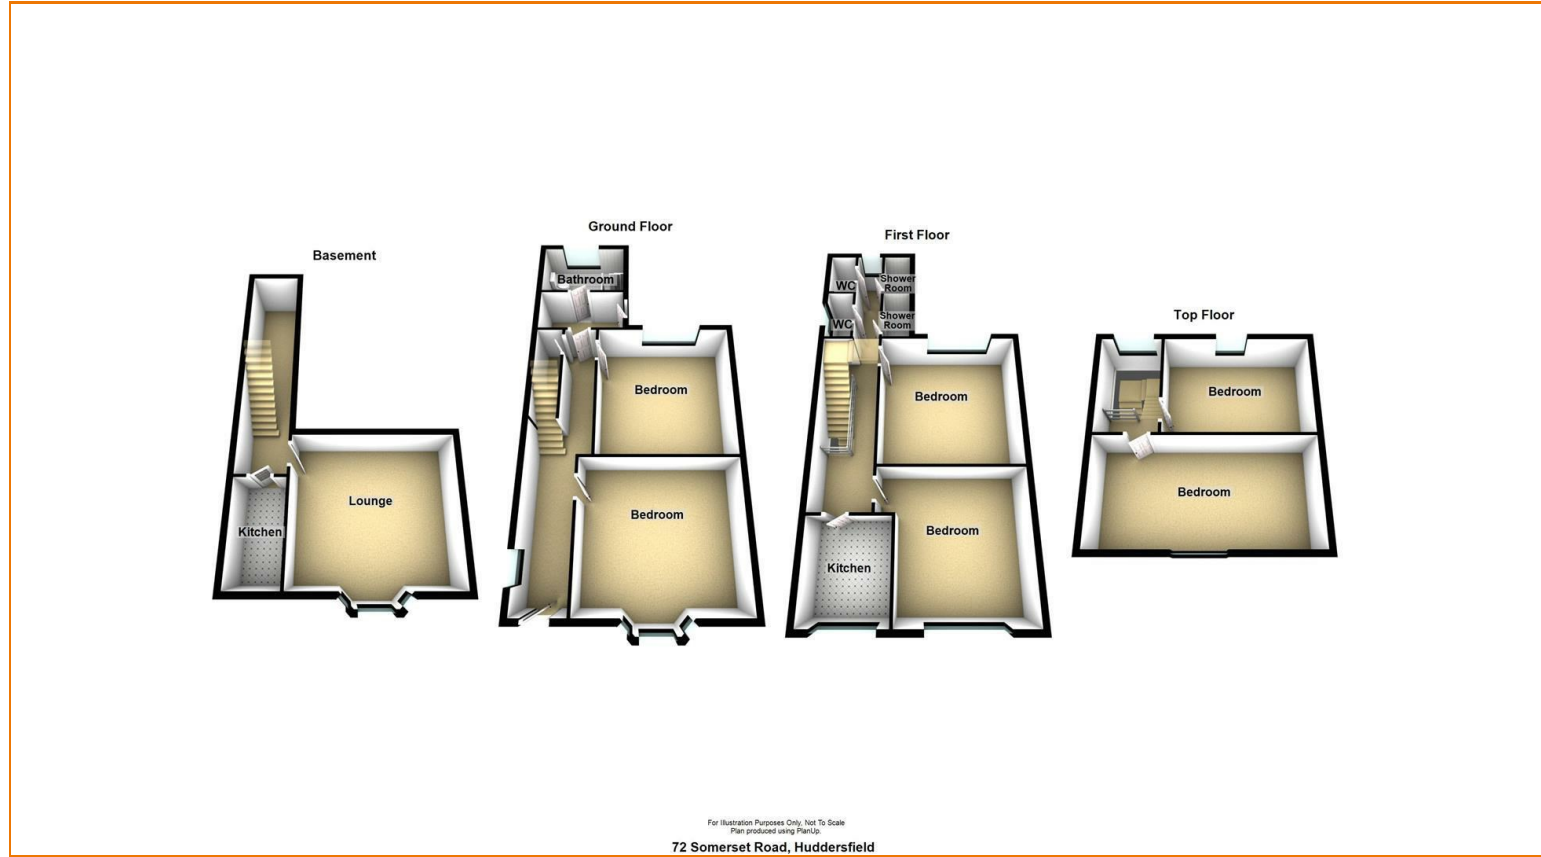 Basement
Lounge
Kitchen
Ground Floor
Bathroom
Bedroom
Bedroom
First Floor
WC
Shower
Room
WC
Shower
Room
Bedroom
Bedroom
Kitchen
Top Floor
Bedroom
Bedroom
For Illustration Purposes Only, Not To Scale
Plan produced using PlanUp.
72 Somerset Road, Huddersfield